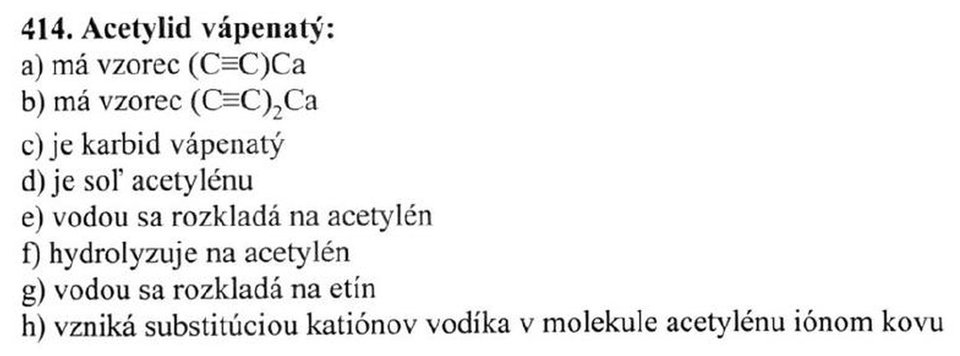 414. Acetylid vápenatý:
a) má vzorec (C≡C)Ca
b) má vzorec (C≡C)₂Ca
c) je karbid vápenatý
d) je soľ acetylénu
e) vodou sa rozkladá na acetylén
f) hydrolyzuje na acetylén
g) vodou sa rozkladá na etín
h) vzniká substitúciou katiónov vodíka v molekule acetylénu iónom kovu